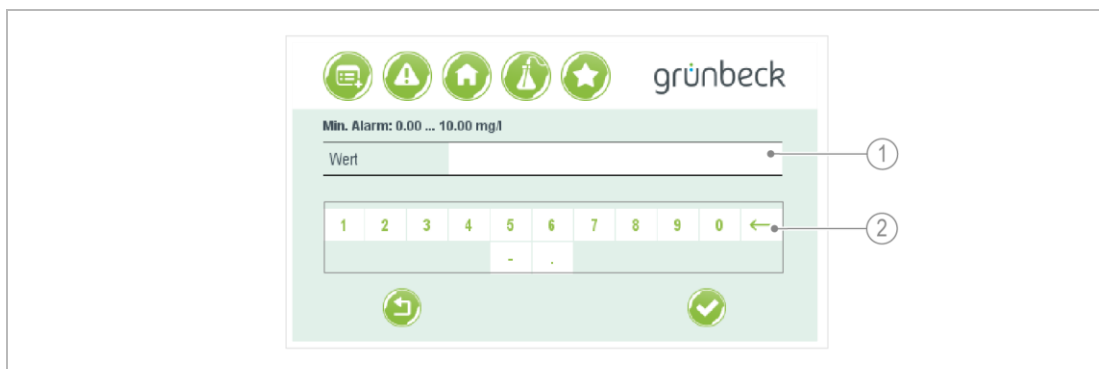 grünbeck
Min. Alarm: 0.00 ... 10.00 mg/l
Wert
1
1 2 3 4 5 6 7 8 9 0 ←
2
- .